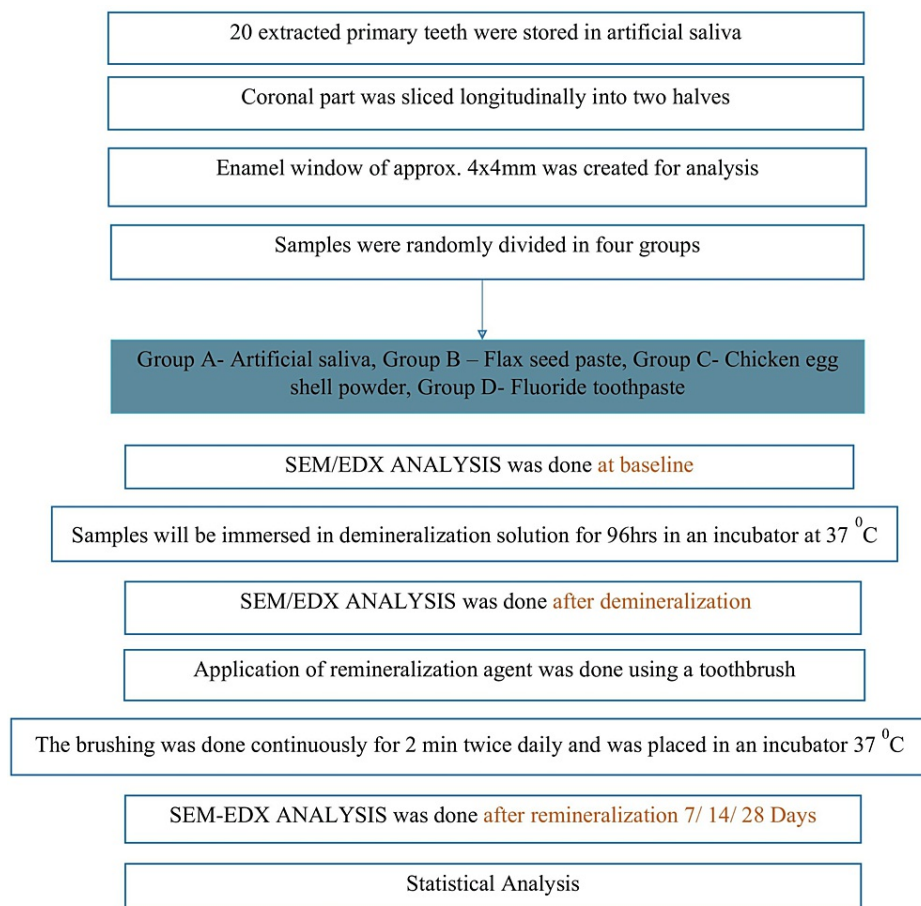 20 extracted primary teeth were stored in artificial saliva
Coronal part was sliced longitudinally into two halves
Enamel window of approx. 4x4mm was created for analysis
Samples were randomly divided in four groups
Group A- Artificial saliva, Group B – Flax seed paste, Group C- Chicken egg
shell powder, Group D- Fluoride toothpaste
SEM/EDX ANALYSIS was done at baseline
Samples will be immersed in demineralization solution for 96hrs in an incubator at 37 ⁰C
SEM/EDX ANALYSIS was done after demineralization
Application of remineralization agent was done using a toothbrush
The brushing was done continuously for 2 min twice daily and was placed in an incubator 37 ⁰C
SEM-EDX ANALYSIS was done after remineralization 7/ 14/ 28 Days
Statistical Analysis